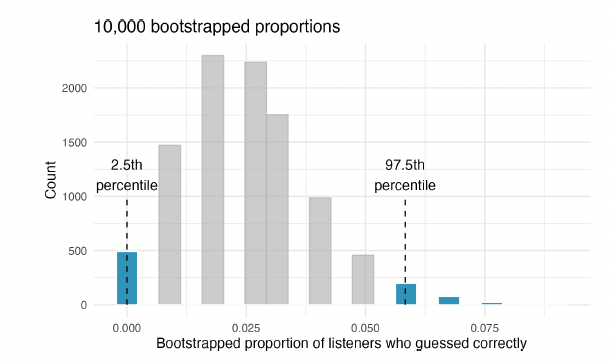 10,000 bootstrapped proportions
Count
2000
1500
1000
500
0
2.5th
percentile
97.5th
percentile
0.000
0.025
0.050
0.075
Bootstrapped proportion of listeners who guessed correctly